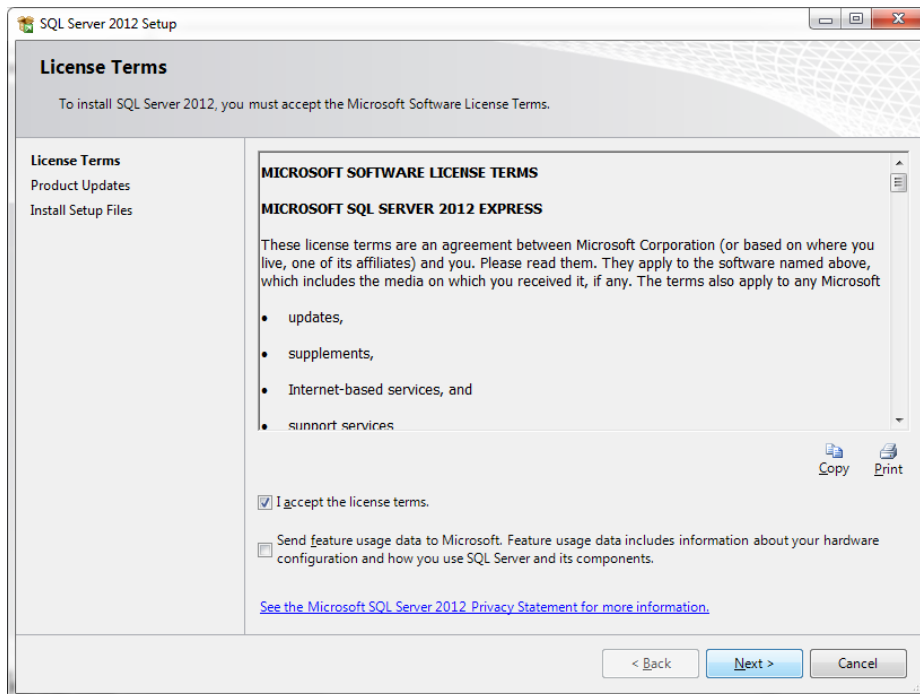 SQL Server 2012 Setup
License Terms
To install SQL Server 2012, you must accept the Microsoft Software License Terms.
License Terms
Product Updates
Install Setup Files
MICROSOFT SOFTWARE LICENSE TERMS
MICROSOFT SQL SERVER 2012 EXPRESS
These license terms are an agreement between Microsoft Corporation (or based on where you
live, one of its affiliates) and you. Please read them. They apply to the software named above,
which includes the media on which you received it, if any. The terms also apply to any Microsoft
• updates,
• supplements,
• Internet-based services, and
• support services
Copy
Print
I accept the license terms.
Send feature usage data to Microsoft. Feature usage data includes information about your hardware
configuration and how you use SQL Server and its components.
See the Microsoft SQL Server 2012 Privacy Statement for more information.
< Back
Next >
Cancel